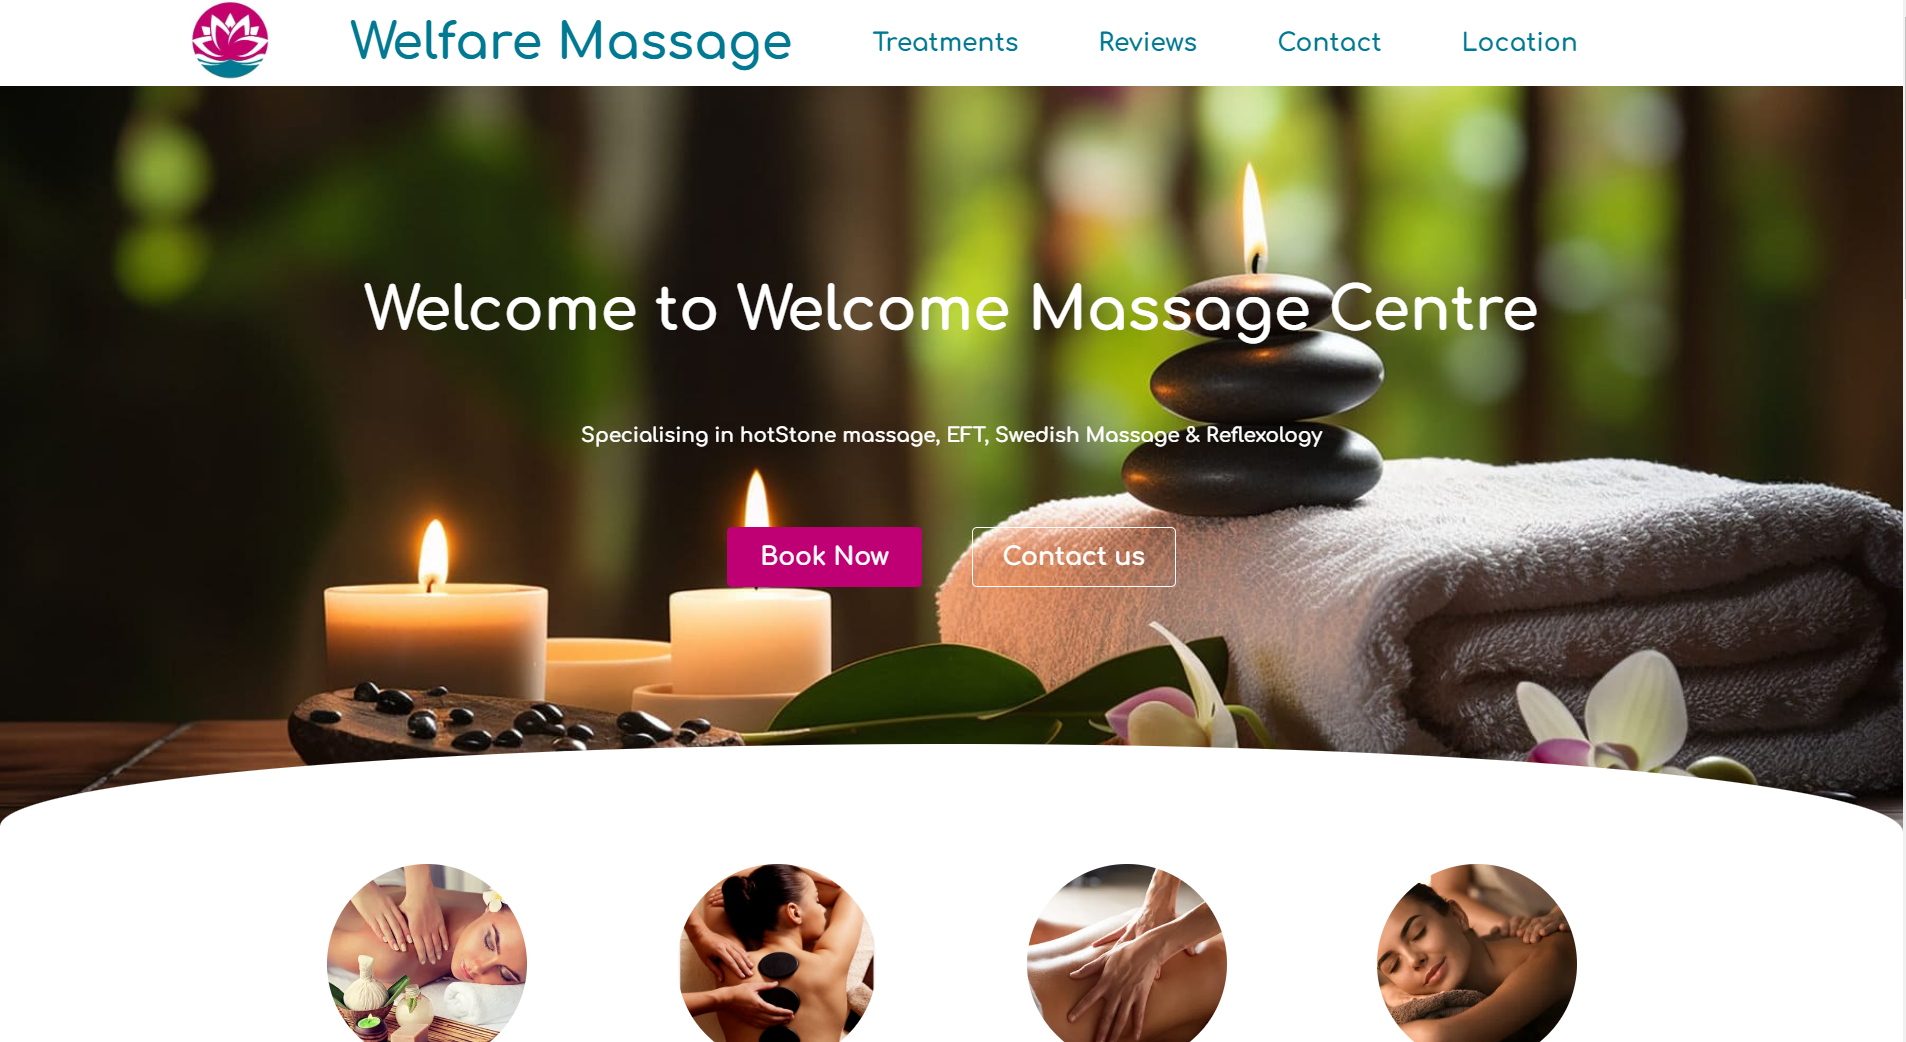 Welfare Massage
Treatments
Reviews
Contact
Location
Welcome to Welcome Massage Centre
Specialising in hotStone massage, EFT, Swedish Massage & Reflexology
Book Now
Contact us